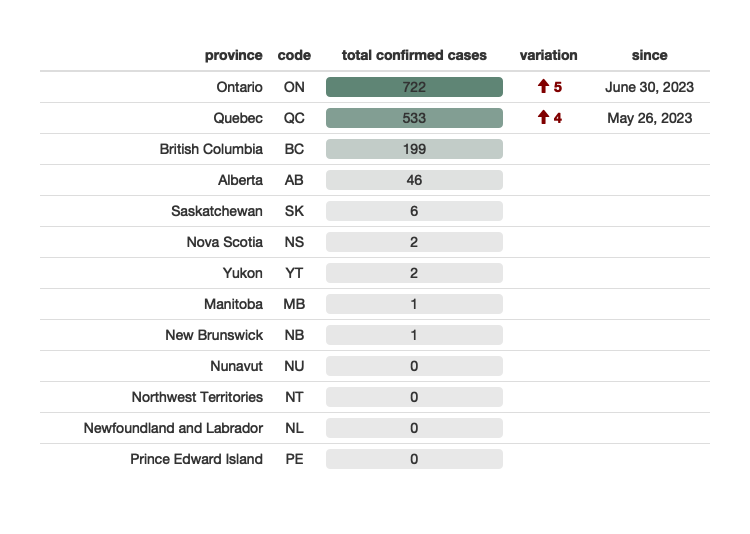 province code total confirmed cases variation since
Ontario ON 722 5 June 30, 2023
Quebec QC 533 4 May 26, 2023
British Columbia BC 199
Alberta AB 46
Saskatchewan SK 6
Nova Scotia NS 2
Yukon YT 2
Manitoba MB 1
New Brunswick NB 1
Nunavut NU 0
Northwest Territories NT 0
Newfoundland and Labrador NL 0
Prince Edward Island PE 0